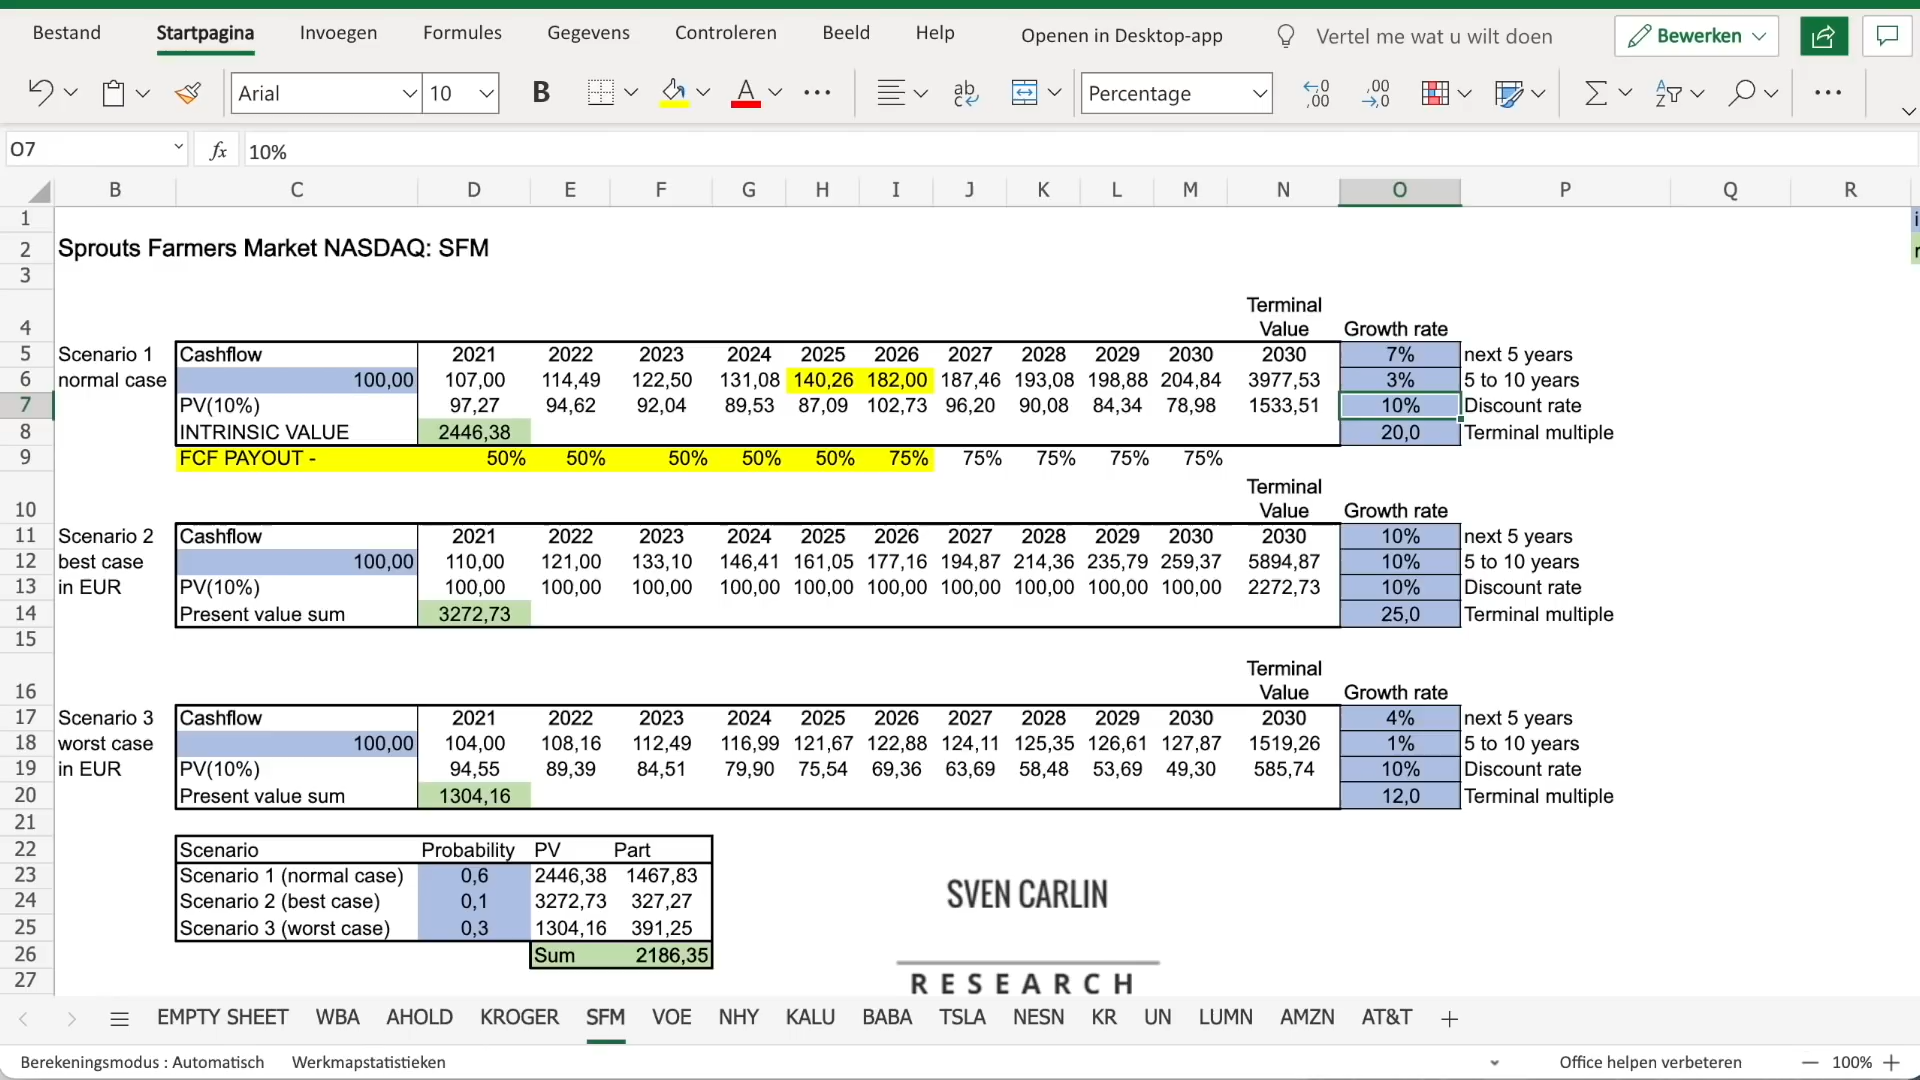 Bestand Startpagina Invoegen Formules Gegevens Controleren Beeld Help Openen in Desktop-app Vertel me wat u wilt doen Bewerken
Arial 10 B A ab c Percentage ←0 ,00 ,00 →0 Σ A Z
O7 fx 10%
B C D E F G H I J K L M N O P Q R
1
2 Sprouts Farmers Market NASDAQ: SFM
3
Terminal
4 Value Growth rate
5 Scenario 1 Cashflow 2021 2022 2023 2024 2025 2026 2027 2028 2029 2030 2030 7% next 5 years
6 normal case 100,00 107,00 114,49 122,50 131,08 140,26 182,00 187,46 193,08 198,88 204,84 3977,53 3% 5 to 10 years
7 PV(10%) 97,27 94,62 92,04 89,53 87,09 102,73 96,20 90,08 84,34 78,98 1533,51 10% Discount rate
8 INTRINSIC VALUE 2446,38 20,0 Terminal multiple
9 FCF PAYOUT - 50% 50% 50% 50% 50% 75% 75% 75% 75% 75%
Terminal
10 Value Growth rate
11 Scenario 2 Cashflow 2021 2022 2023 2024 2025 2026 2027 2028 2029 2030 2030 10% next 5 years
12 best case 100,00 110,00 121,00 133,10 146,41 161,05 177,16 194,87 214,36 235,79 259,37 5894,87 10% 5 to 10 years
13 in EUR PV(10%) 100,00 100,00 100,00 100,00 100,00 100,00 100,00 100,00 100,00 100,00 2272,73 10% Discount rate
14 Present value sum 3272,73 25,0 Terminal multiple
15
Terminal
16 Value Growth rate
17 Scenario 3 Cashflow 2021 2022 2023 2024 2025 2026 2027 2028 2029 2030 2030 4% next 5 years
18 worst case 100,00 104,00 108,16 112,49 116,99 121,67 122,88 124,11 125,35 126,61 127,87 1519,26 1% 5 to 10 years
19 in EUR PV(10%) 94,55 89,39 84,51 79,90 75,54 69,36 63,69 58,48 53,69 49,30 585,74 10% Discount rate
20 Present value sum 1304,16 12,0 Terminal multiple
21
22 Scenario Probability PV Part
23 Scenario 1 (normal case) 0,6 2446,38 1467,83
24 Scenario 2 (best case) 0,1 3272,73 327,27
25 Scenario 3 (worst case) 0,3 1304,16 391,25
26 Sum 2186,35
27
SVEN CARLIN
RESEARCH
EMPTY SHEET WBA AHOLD KROGER SFM VOE NHY KALU BABA TSLA NESN KR UN LUMN AMZN AT&T
Berekeningsmodus : Automatisch Werkmapstatistieken Office helpen verbeteren 100%